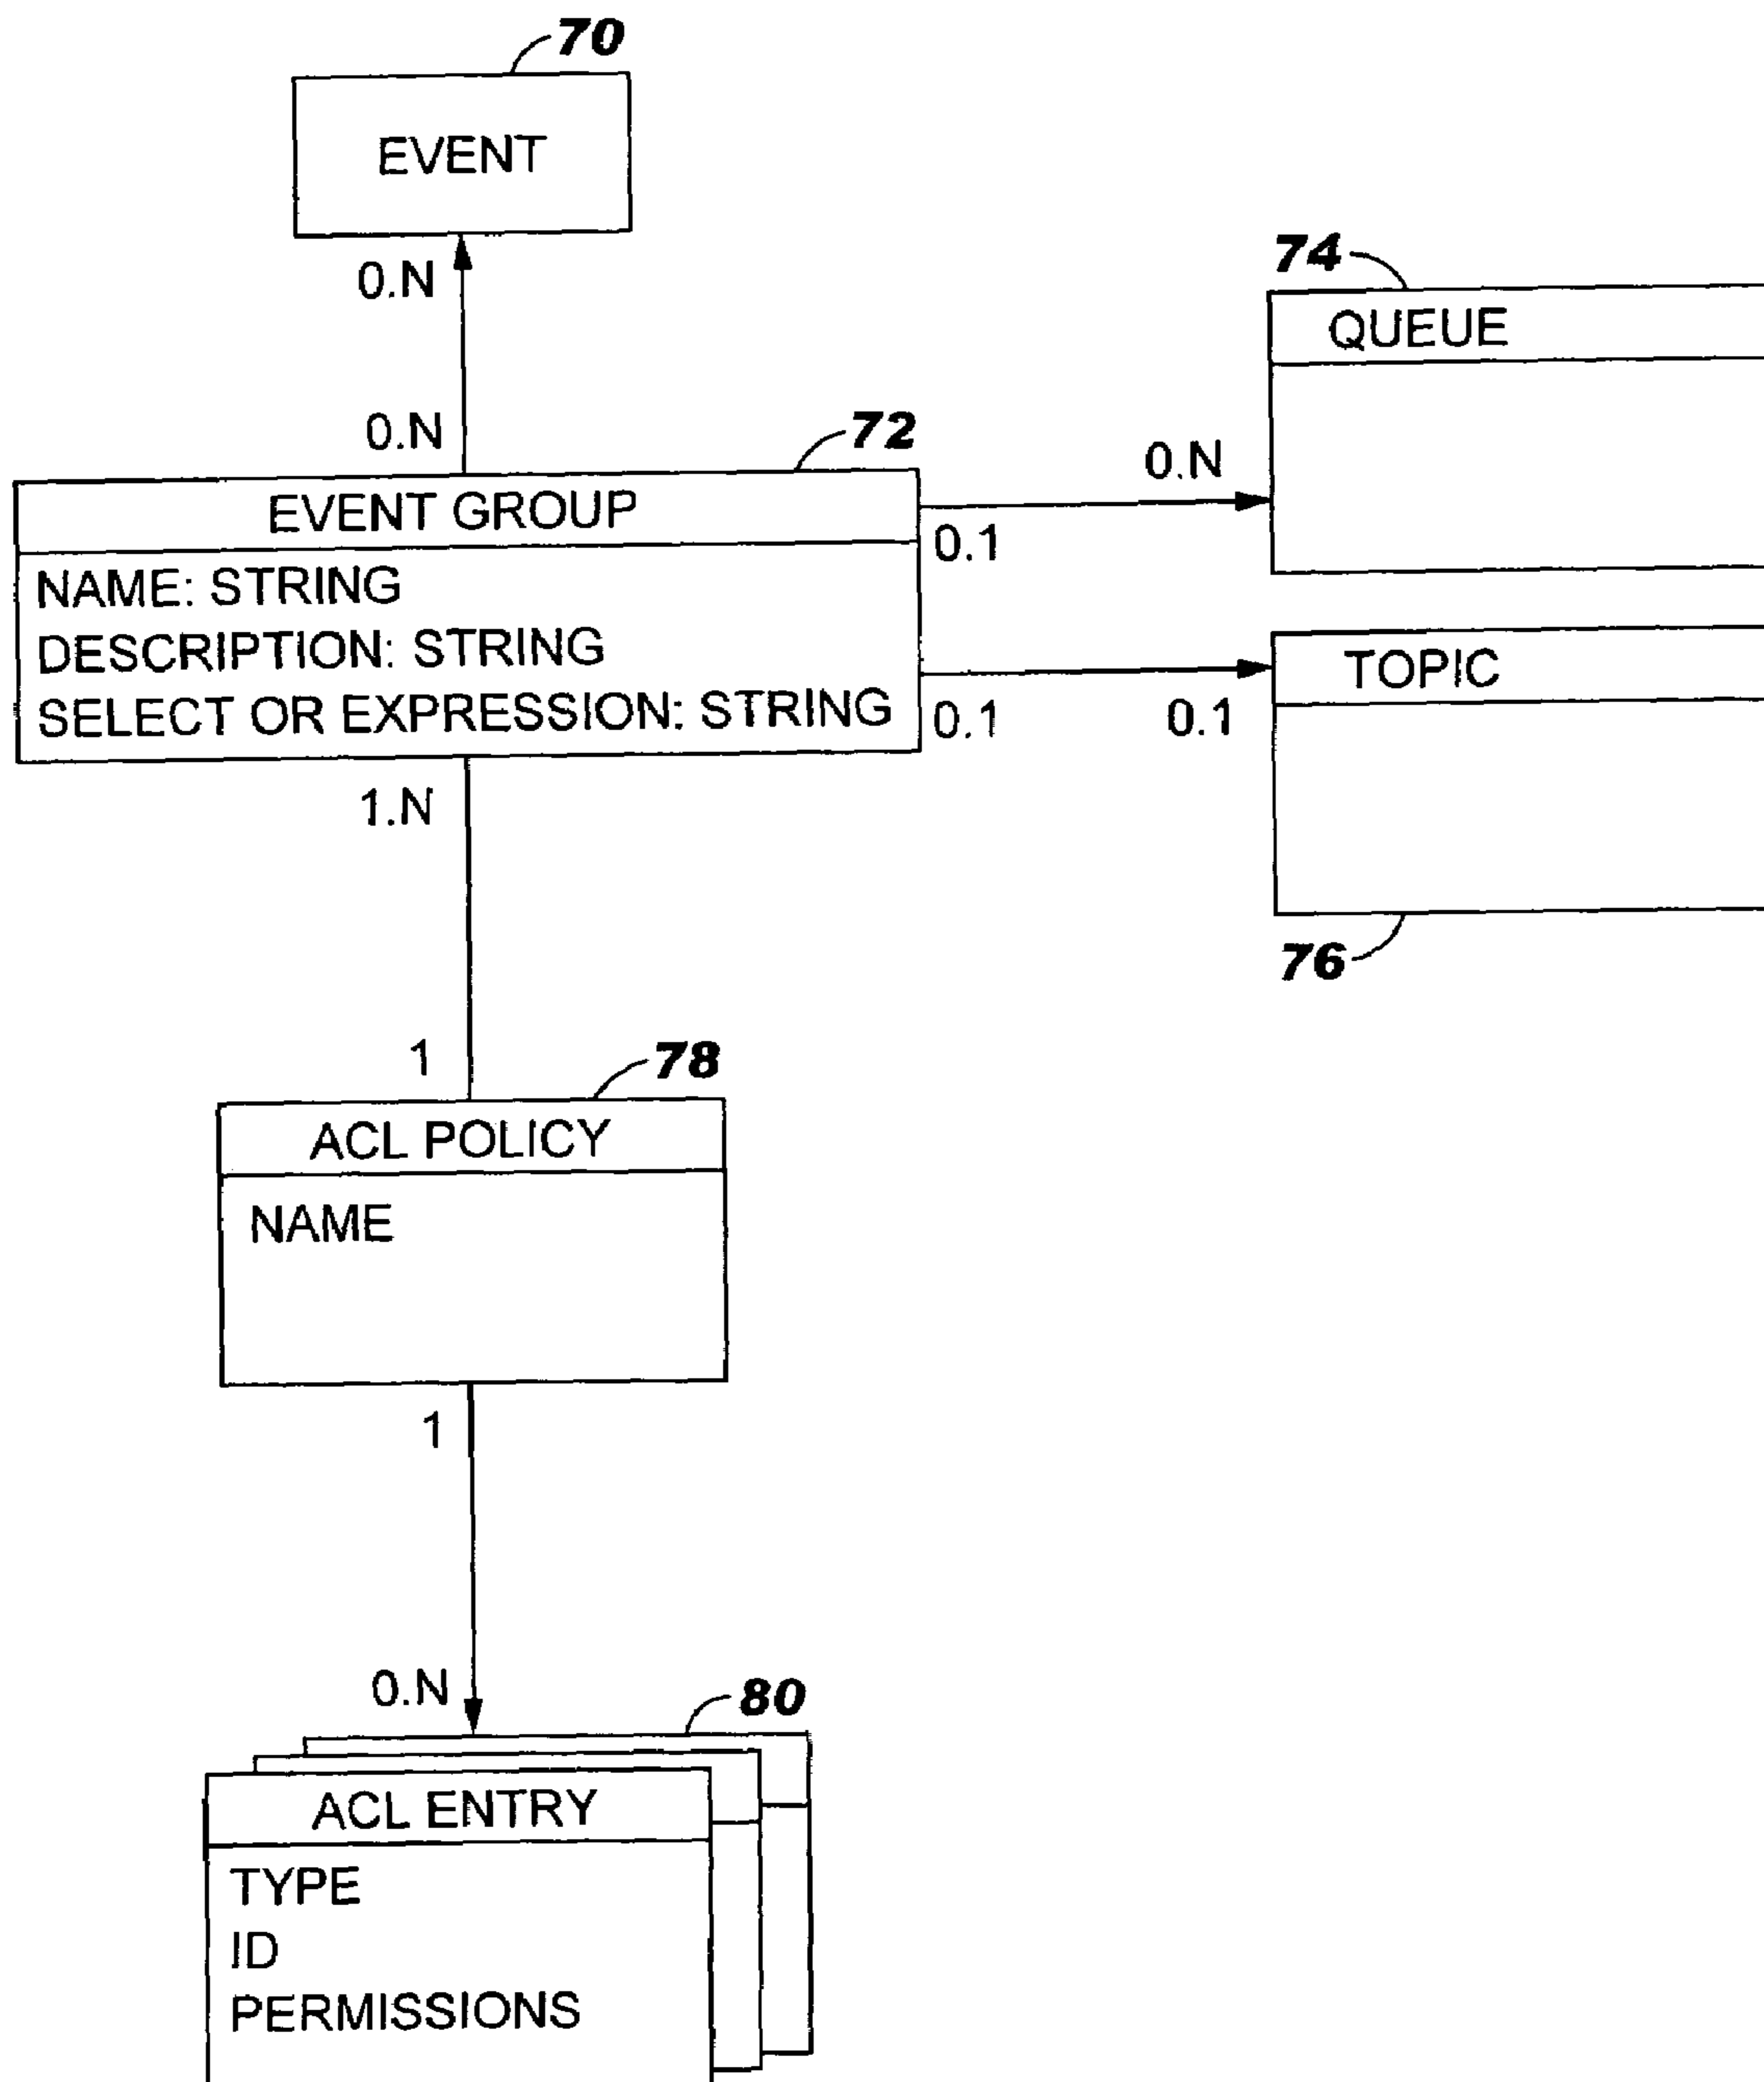 70
EVENT
0.N
74
QUEUE
0.N
72
0.N
EVENT GROUP
0.1
NAME: STRING
DESCRIPTION: STRING
SELECT OR EXPRESSION: STRING
TOPIC
0.1
0.1
1.N
76
1
78
ACL POLICY
NAME
1
0.N
80
ACL ENTRY
TYPE
ID
PERMISSIONS